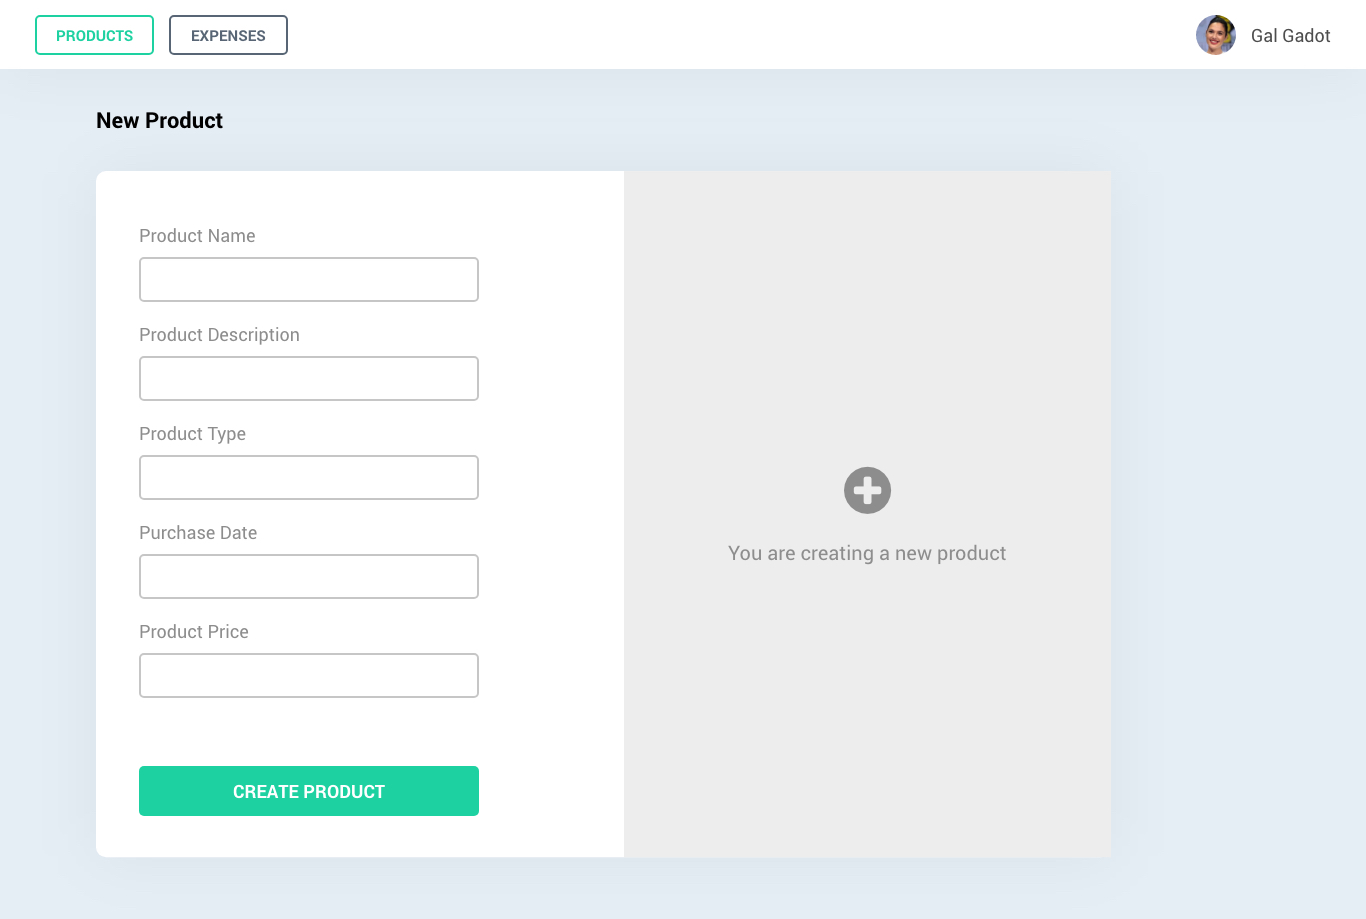 PRODUCTS
EXPENSES
Gal Gadot
New Product
Product Name
Product Description
Product Type
Purchase Date
Product Price
CREATE PRODUCT
You are creating a new product